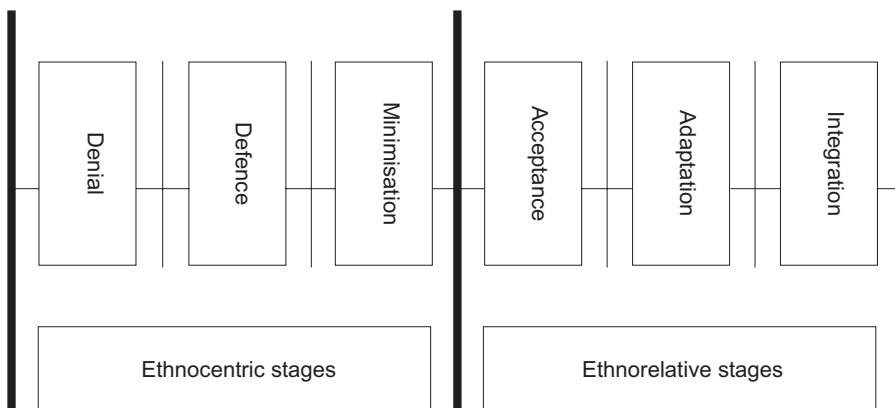 Denial
Defence
Minimisation
Acceptance
Adaptation
Integration
Ethnocentric stages
Ethnorelative stages